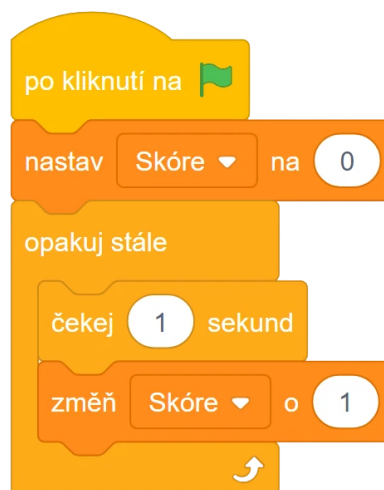 po kliknutí na
nastav Skóre na 0
opakuj stále
čekej 1 sekund
změň Skóre o 1